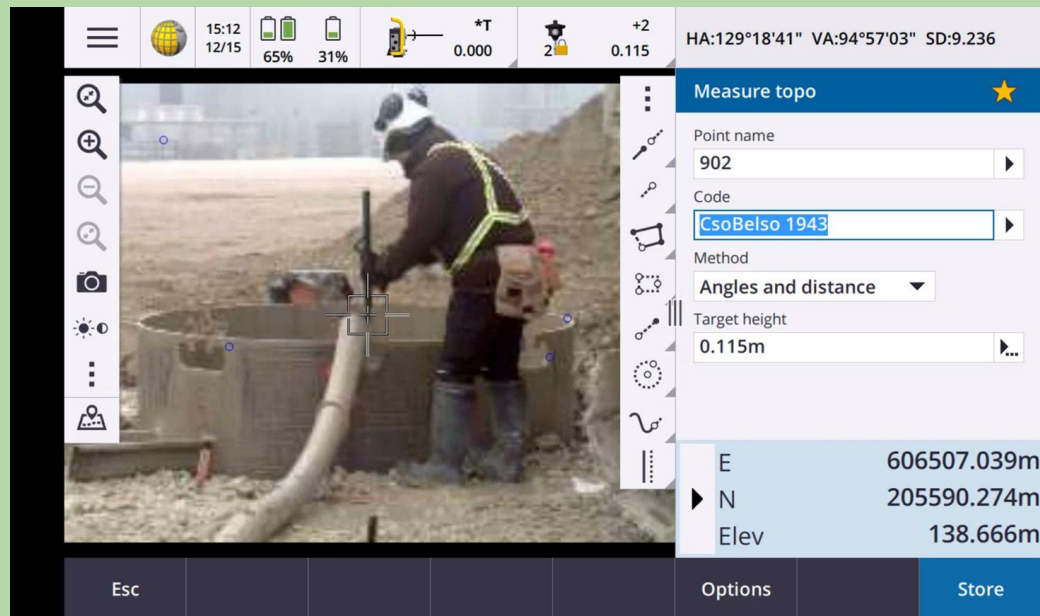 15:12
12/15
65%
31%
*T
0.000
2
+2
0.115
HA:129°18'41" VA:94°57'03" SD:9.236
Measure topo
Point name
902
Code
CsoBelso 1943
Method
Angles and distance
Target height
0.115m
E 606507.039m
N 205590.274m
Elev 138.666m
Esc
Options
Store